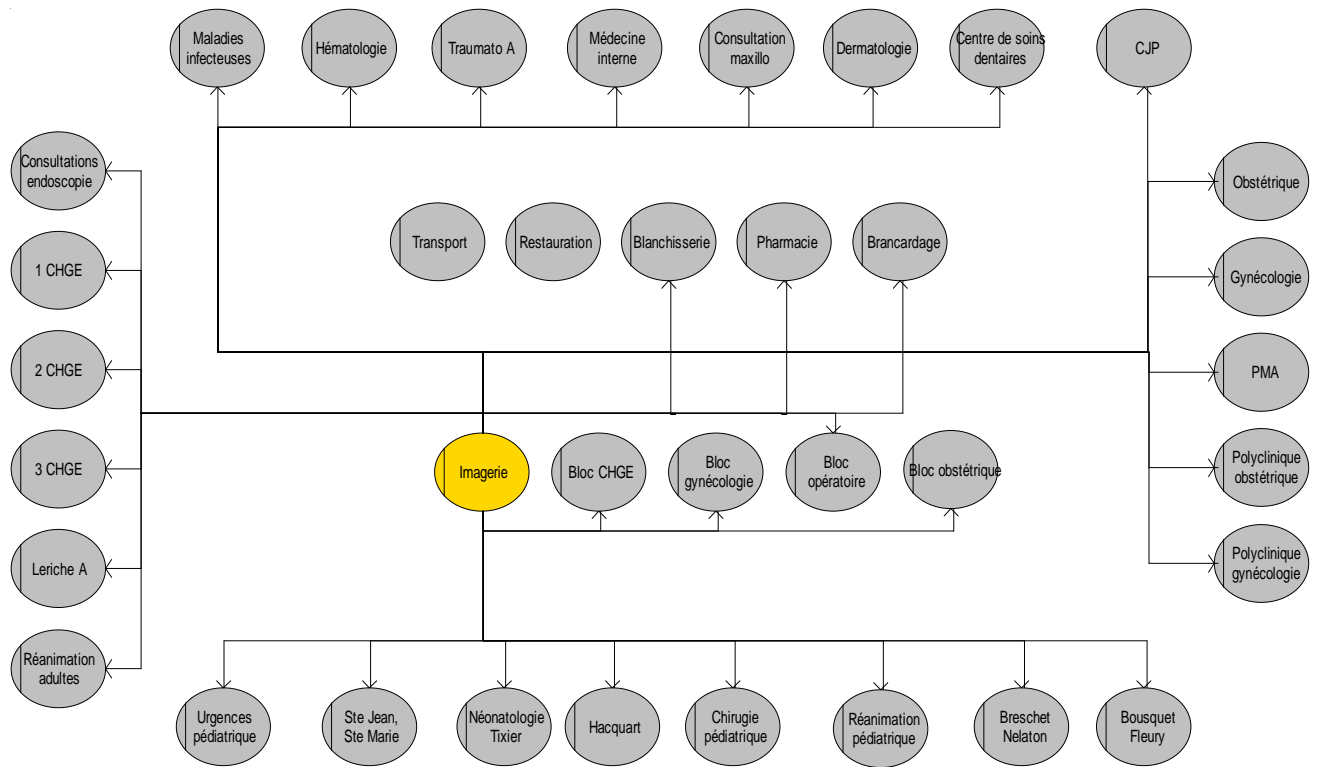 Maladies
infecteuses
Hématologie
Traumato A
Médecine
interne
Consultation
maxillo
Dermatologie
Centre de soins
dentaires
CJP
Consultations
endoscopie
1 CHGE
2 CHGE
3 CHGE
Leriche A
Réanimation
adultes
Transport
Restauration
Blanchisserie
Pharmacie
Brancardage
Imagerie
Bloc CHGE
Bloc
gynécologie
Bloc
opératoire
Bloc obstétrique
Obstétrique
Gynécologie
PMA
Polyclinique
obstétrique
Polyclinique
gynécologie
Urgences
pédiatrique
Ste Jean,
Ste Marie
Néonatologie
Tixier
Hacquart
Chirugie
pédiatrique
Réanimation
pédiatrique
Breschet
Nelaton
Bousquet
Fleury